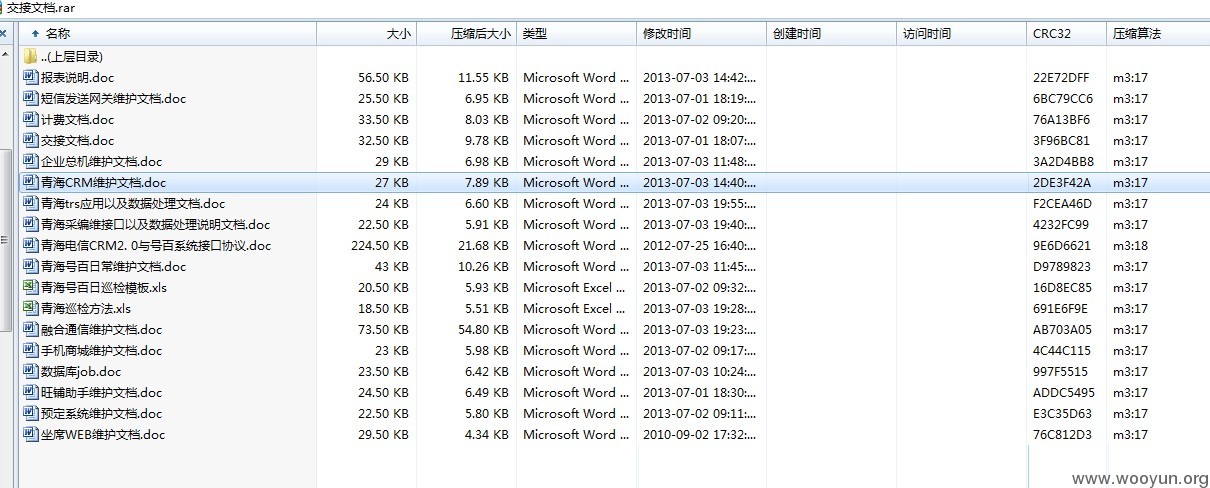 交接文档.rar
名称 大小 压缩后大小 类型 修改时间 创建时间 访问时间 CRC32 压缩算法
..(上层目录)
报表说明.doc 56.50 KB 11.55 KB Microsoft Word ... 2013-07-03 14:42:... 22E72DFF m3:17
短信发送网关维护文档.doc 25.50 KB 6.95 KB Microsoft Word ... 2013-07-01 18:19:... 6BC79CC6 m3:17
计费文档.doc 33.50 KB 8.03 KB Microsoft Word ... 2013-07-02 09:20:... 76A13BF6 m3:17
交接文档.doc 32.50 KB 9.78 KB Microsoft Word ... 2013-07-01 18:07:... 3F96BC81 m3:17
企业总机维护文档.doc 29 KB 6.98 KB Microsoft Word ... 2013-07-03 11:48:... 3A2D4BB8 m3:17
青海CRM维护文档.doc 27 KB 7.89 KB Microsoft Word ... 2013-07-03 14:40:... 2DE3F42A m3:17
青海trs应用以及数据处理文档.doc 24 KB 6.60 KB Microsoft Word ... 2013-07-03 19:55:... F2CEA46D m3:17
青海采编维接口以及数据处理说明文档.doc 22.50 KB 5.91 KB Microsoft Word ... 2013-07-03 19:40:... 4232FC99 m3:17
青海电信CRM2. 0与号百系统接口协议.doc 224.50 KB 21.68 KB Microsoft Word ... 2012-07-25 16:40:... 9E6D6621 m3:18
青海号百日常维护文档.doc 43 KB 10.26 KB Microsoft Word ... 2013-07-03 11:45:... D9789823 m3:17
青海号百日巡检模板.xls 20.50 KB 5.93 KB Microsoft Excel ... 2013-07-02 09:32:... 16D8EC85 m3:17
青海巡检方法.xls 18.50 KB 5.51 KB Microsoft Excel ... 2013-07-03 19:28:... 691E6F9E m3:17
融合通信维护文档.doc 73.50 KB 54.80 KB Microsoft Word ... 2013-07-03 19:23:... AB703A05 m3:17
手机商城维护文档.doc 23 KB 5.98 KB Microsoft Word ... 2013-07-02 09:17:... 4C44C115 m3:17
数据库job.doc 23.50 KB 6.42 KB Microsoft Word ... 2013-07-03 10:24:... 997F5515 m3:17
旺铺助手维护文档.doc 24.50 KB 6.49 KB Microsoft Word ... 2013-07-01 18:30:... ADDC5495 m3:17
预定系统维护文档.doc 22.50 KB 5.80 KB Microsoft Word ... 2013-07-02 09:11:... E3C35D63 m3:17
坐席WEB维护文档.doc 29.50 KB 4.34 KB Microsoft Word ... 2010-09-02 17:32:... 76C812D3 m3:17
www.wooyun.org